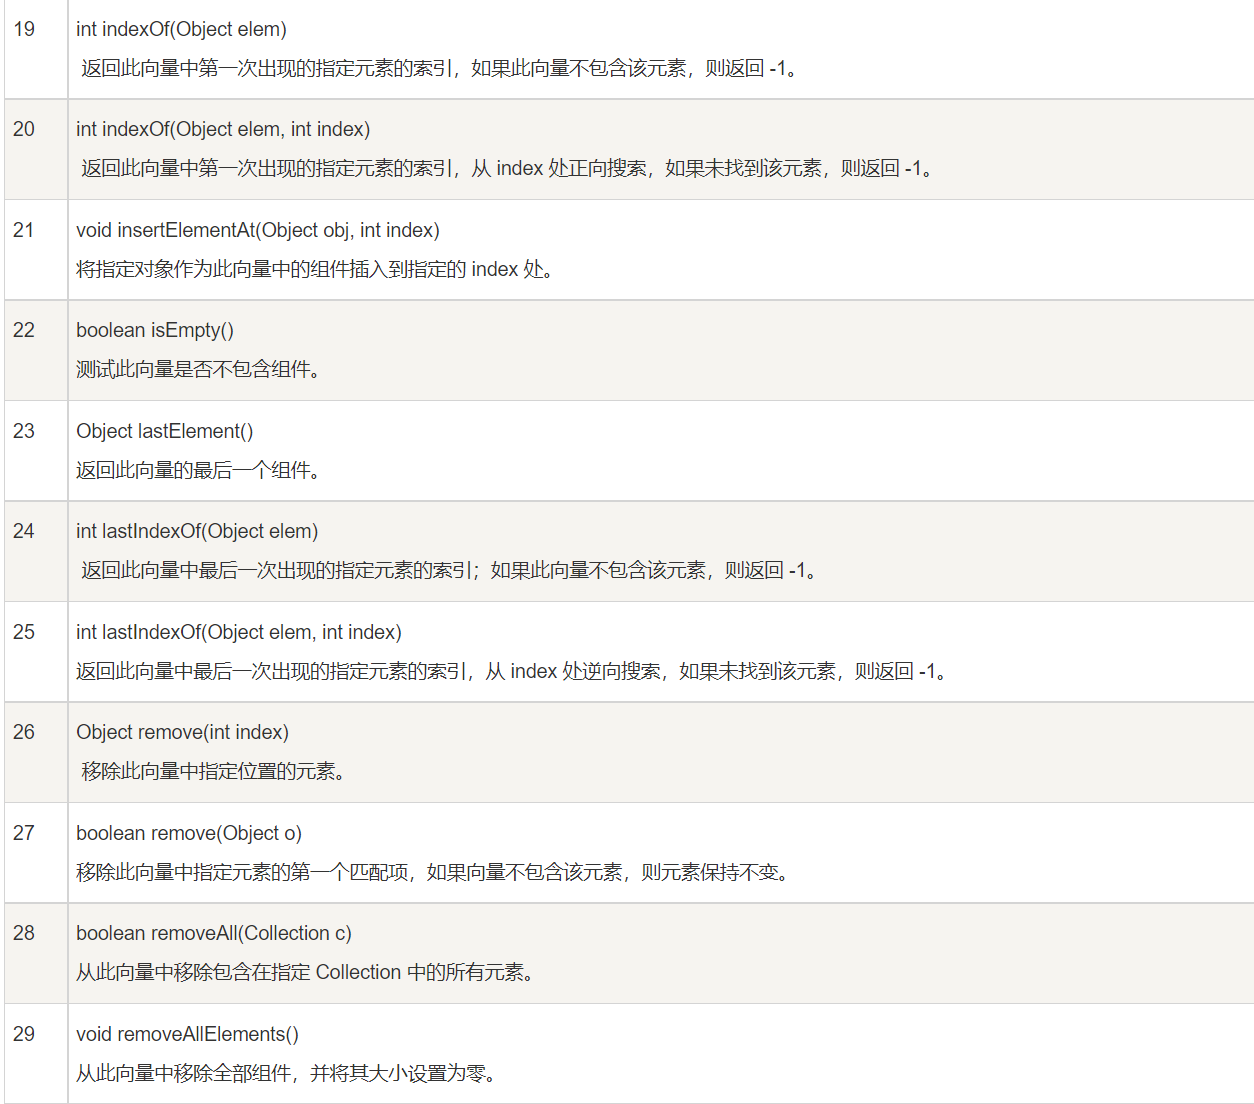 19 int indexOf(Object elem)
返回此向量中第一次出现的指定元素的索引，如果此向量不包含该元素，则返回 -1。
20 int indexOf(Object elem, int index)
返回此向量中第一次出现的指定元素的索引，从 index 处正向搜索，如果未找到该元素，则返回 -1。
21 void insertElementAt(Object obj, int index)
将指定对象作为此向量中的组件插入到指定的 index 处。
22 boolean isEmpty()
测试此向量是否不包含组件。
23 Object lastElement()
返回此向量的最后一个组件。
24 int lastIndexOf(Object elem)
返回此向量中最后一次出现的指定元素的索引；如果此向量不包含该元素，则返回 -1。
25 int lastIndexOf(Object elem, int index)
返回此向量中最后一次出现的指定元素的索引，从 index 处逆向搜索，如果未找到该元素，则返回 -1。
26 Object remove(int index)
移除此向量中指定位置的元素。
27 boolean remove(Object o)
移除此向量中指定元素的第一个匹配项，如果向量不包含该元素，则元素保持不变。
28 boolean removeAll(Collection c)
从此向量中移除包含在指定 Collection 中的所有元素。
29 void removeAllElements()
从此向量中移除全部组件，并将其大小设置为零。